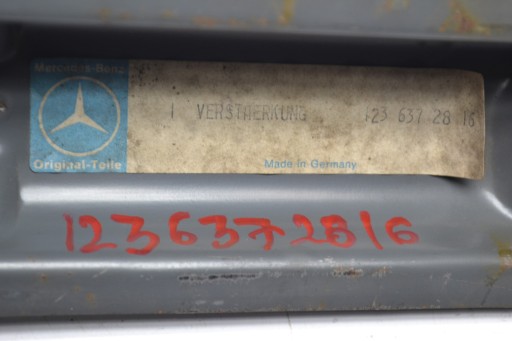 Mercedes-Benz
Original-Teile
1 VERSTAERKUNG 123 637 28 16
Made in Germany
1236372816